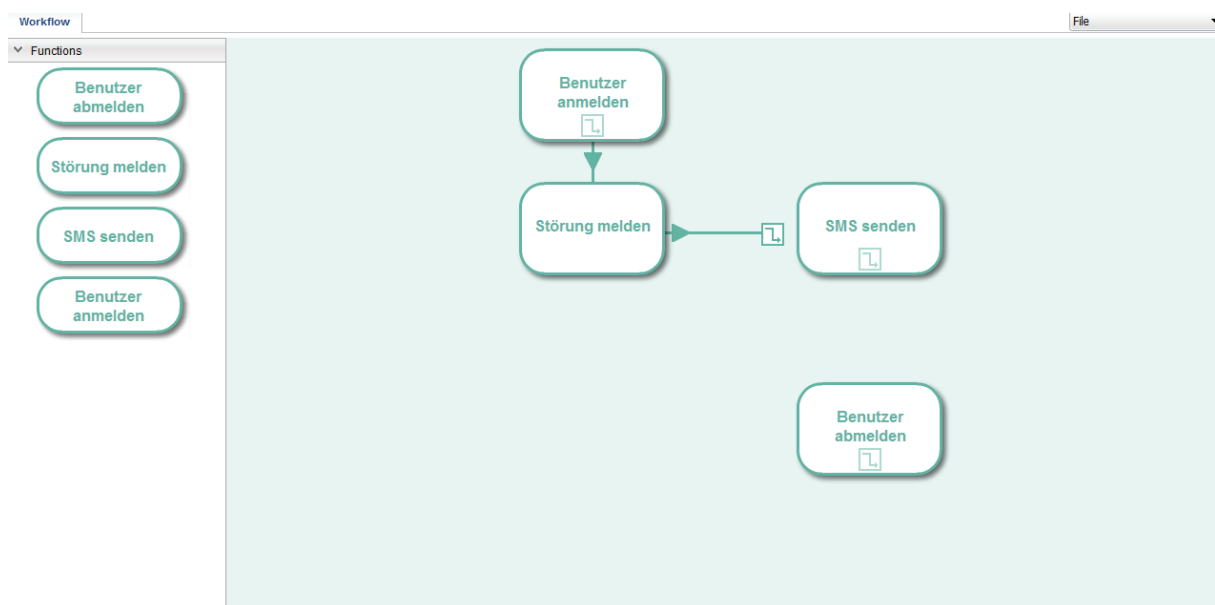 Workflow
File
Functions
Benutzer
abmelden
Störung melden
SMS senden
Benutzer
anmelden
Benutzer
anmelden
Störung melden
SMS senden
Benutzer
abmelden